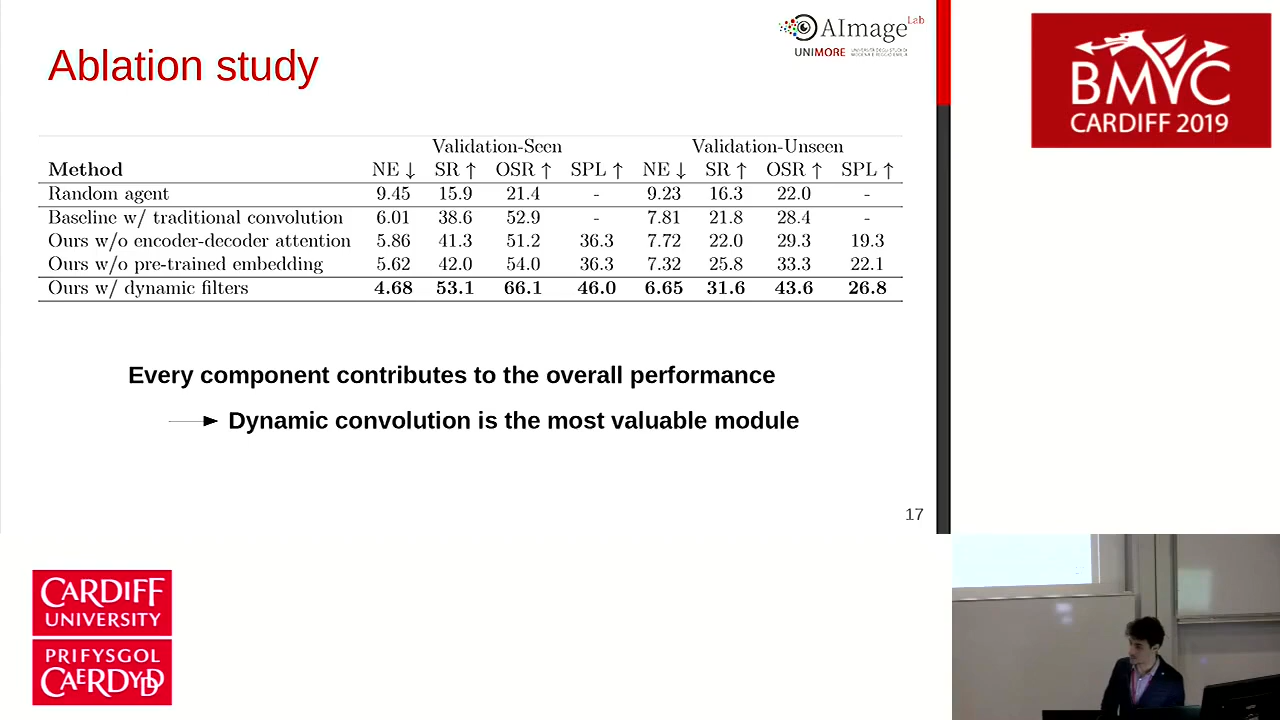 Ablation study
AImage Lab
UNIMORE
BMVC
CARDIFF 2019
Validation-Seen Validation-Unseen
Method NE ↓ SR ↑ OSR ↑ SPL ↑ NE ↓ SR ↑ OSR ↑ SPL ↑
Random agent 9.45 15.9 21.4 - 9.23 16.3 22.0 -
Baseline w/ traditional convolution 6.01 38.6 52.9 - 7.81 21.8 28.4 -
Ours w/o encoder-decoder attention 5.86 41.3 51.2 36.3 7.72 22.0 29.3 19.3
Ours w/o pre-trained embedding 5.62 42.0 54.0 36.3 7.32 25.8 33.3 22.1
Ours w/ dynamic filters 4.68 53.1 66.1 46.0 6.65 31.6 43.6 26.8
Every component contributes to the overall performance
Dynamic convolution is the most valuable module
17
CARDIFF
UNIVERSITY
PRIFYSGOL
CAERDYDD